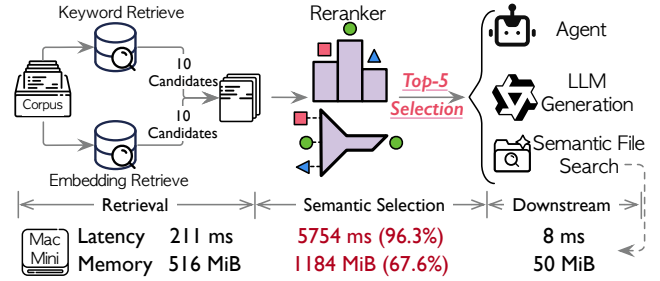 Keyword Retrieve
Corpus
10
Candidates
10
Candidates
Embedding Retrieve
Reranker
Top-5
Selection
Agent
LLM
Generation
Semantic File
Search
Retrieval
Semantic Selection
Downstream
Mac
Mini
Latency 211 ms 5754 ms (96.3%) 8 ms
Memory 516 MiB 1184 MiB (67.6%) 50 MiB